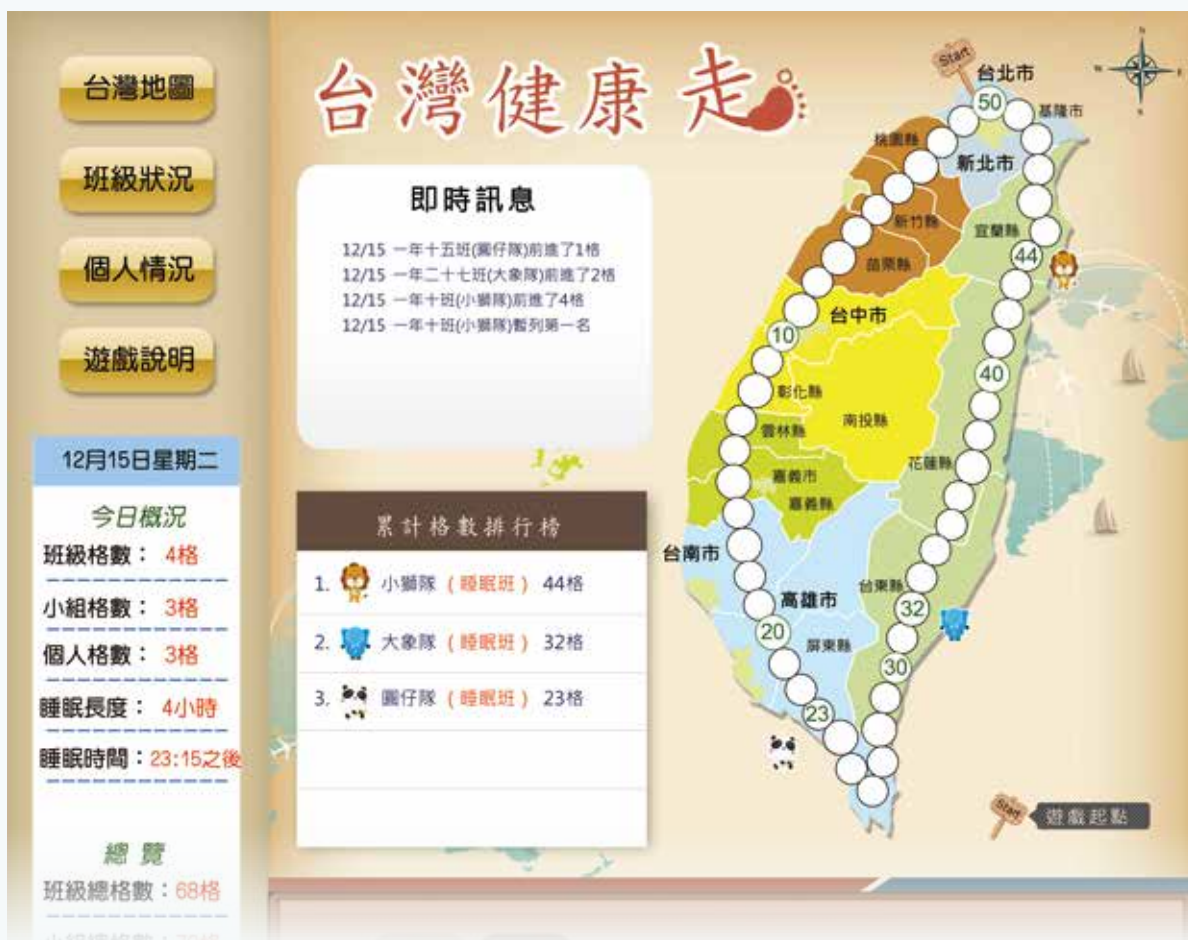 台灣地圖
班級狀況
個人情況
遊戲說明
12月15日星期二
今日概況
班級格數： 4格
小組格數： 3格
個人格數： 3格
睡眠長度： 4小時
睡眠時間：23:15之後
總覽
班級總格數：68格
台灣健康走
即時訊息
12/15 一年十五班(圓仔隊)前進了1格
12/15 一年二十七班(大象隊)前進了2格
12/15 一年十班(小獅隊)前進了4格
12/15 一年十班(小獅隊)暫列第一名
累計格數排行榜
1. 小獅隊（睡眠班） 44格
2. 大象隊（睡眠班） 32格
3. 圓仔隊（睡眠班） 23格
Start
台北市
50
基隆市
桃園縣
新北市
新竹縣
宜蘭縣
44
苗栗縣
台中市
10
40
彰化縣
南投縣
雲林縣
花蓮縣
嘉義市
嘉義縣
台南市
台東縣
高雄市
32
20
屏東縣
30
23
Start
遊戲起點
N
W
E
S